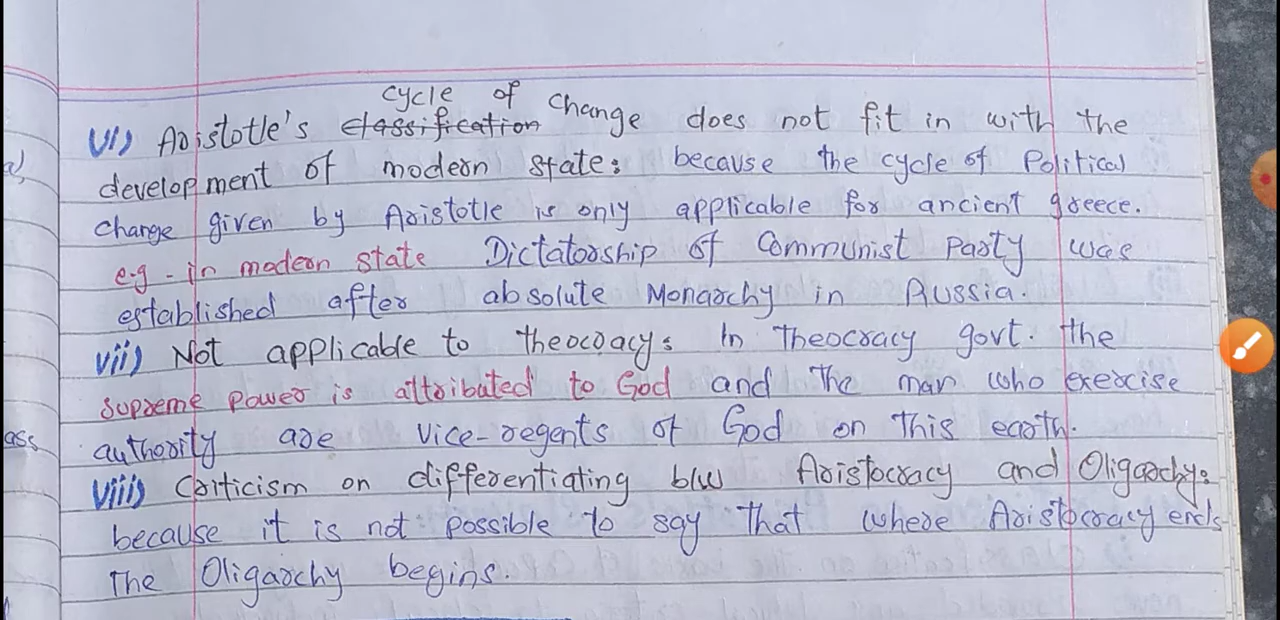 cycle of change
vi) Aristotle's classification does not fit in with the
development of modern state: because the cycle of Political
change given by Aristotle is only applicable for ancient greece.
e.g - in modern state Dictatorship of Communist Party was
established after absolute Monarchy in Russia.
vii) Not applicable to theocracy: In Theocracy govt. the
supreme power is attributed to God and the man who exercise
authority are vice-regents of God on this earth.
viii) Criticism on differentiating b/w Aristocracy and Oligarchy:
because it is not possible to say that where Aristocracy ends
The Oligarchy begins.
ass